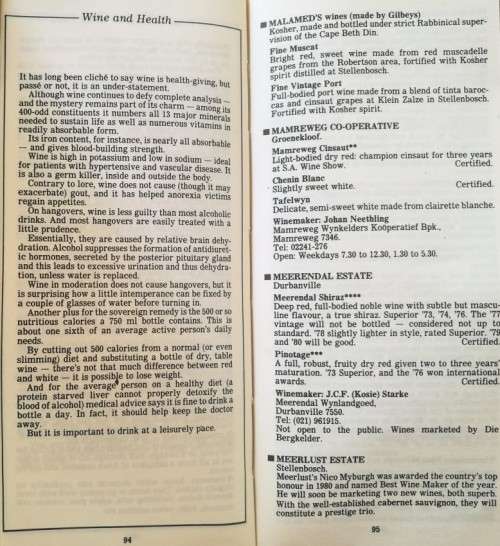 Wine and Health
It has long been cliché to say wine is health-giving, but
passé or not, it is an under-statement.
Although wine continues to defy complete analysis —
and the mystery remains part of its charm — among its
400-odd constituents it numbers all 13 major minerals
needed to sustain life as well as numerous vitamins in
readily absorbable form.
Its iron content, for instance, is nearly all absorbable
— and gives blood-building strength.
Wine is high in potassium and low in sodium — ideal
for patients with hypertensive and vascular disease. It
is also a germ killer, inside and outside the body.
Contrary to lore, wine does not cause (though it may
exacerbate) gout, and it has helped anorexia victims
regain appetites.
On hangovers, wine is less guilty than most alcoholic
drinks. And most hangovers are easily treated with a
little prudence.
Essentially, they are caused by relative brain dehy-
dration. Alcohol suppresses the formation of antidiuret-
ic hormones, secreted by the posterior pituitary gland
and this leads to excessive urination and thus dehydra-
tion, unless water is replaced.
Wine in moderation does not cause hangovers, but it
is surprising how a little intemperance can be fixed by
a couple of glasses of water before turning in.
Another plus for the sovereign remedy is the 500 or so
nutritious calories a 750 ml bottle contains. This is
about one sixth of an average active person's daily
needs.
By cutting out 500 calories from a normal (or even
slimming) diet and substituting a bottle of dry, table
wine — there's not that much difference between red
and white — it is possible to lose weight.
And for the average person on a healthy diet (a
protein starved liver cannot properly detoxify the
blood of alcohol) medical advice says it is fine to drink a
bottle a day. In fact, it should help keep the doctor
away.
But it is important to drink at a leisurely pace.
94
■ MALAMED'S wines (made by Gilbeys)
Kosher, made and bottled under strict Rabbinical super-
vision of the Cape Beth Din.
Fine Muscat
Bright red, sweet wine made from red muscadelle
grapes from the Robertson area, fortified with Kosher
spirit distilled at Stellenbosch.
Fine Vintage Port
Full-bodied port wine made from a blend of tinta baroc-
cas and cinsaut grapes at Klein Zalze in Stellenbosch.
Fortified with Kosher spirit.
■ MAMREWEG CO-OPERATIVE
Groenekloof.
Mamreweg Cinsaut**
Light-bodied dry red: champion cinsaut for three years
at S.A. Wine Show. Certified.
Chenin Blanc
Slightly sweet white. Certified.
Tafelwyn
Delicate, semi-sweet white made from clairette blanche.
Winemaker: Johan Neethling
Mamreweg Wynkelders Koöperatief Bpk.,
Mamreweg 7346.
Tel: 02241-276
Open: Weekdays 7.30 to 12.30, 1.30 to 5.30.
■ MEERENDAL ESTATE
Durbanville
Meerendal Shiraz****
Deep red, full-bodied noble wine with subtle but mascu-
line flavour, a true shiraz. Superior '73, '74, '76. The '77
vintage will not be bottled — considered not up to
standard. '78 slightly lighter in style, rated Superior. '79
and '80 will be good. Certified.
Pinotage***
A full, robust, fruity dry red given two to three years'
maturation. '73 Superior, and the '76 won international
awards. Certified.
Winemaker: J.C.F. (Kosie) Starke
Meerendal Wynlandgoed,
Durbanville 7550.
Tel: (021) 961915.
Not open to the public. Wines marketed by Die
Bergkelder.
■ MEERLUST ESTATE
Stellenbosch.
Meerlust's Nico Myburgh was awarded the country's top
honour in 1980 and named Best Wine Maker of the year.
He will soon be marketing two new wines, both superb.
With the well-established cabernet sauvignon, they will
constitute a prestige trio.
95